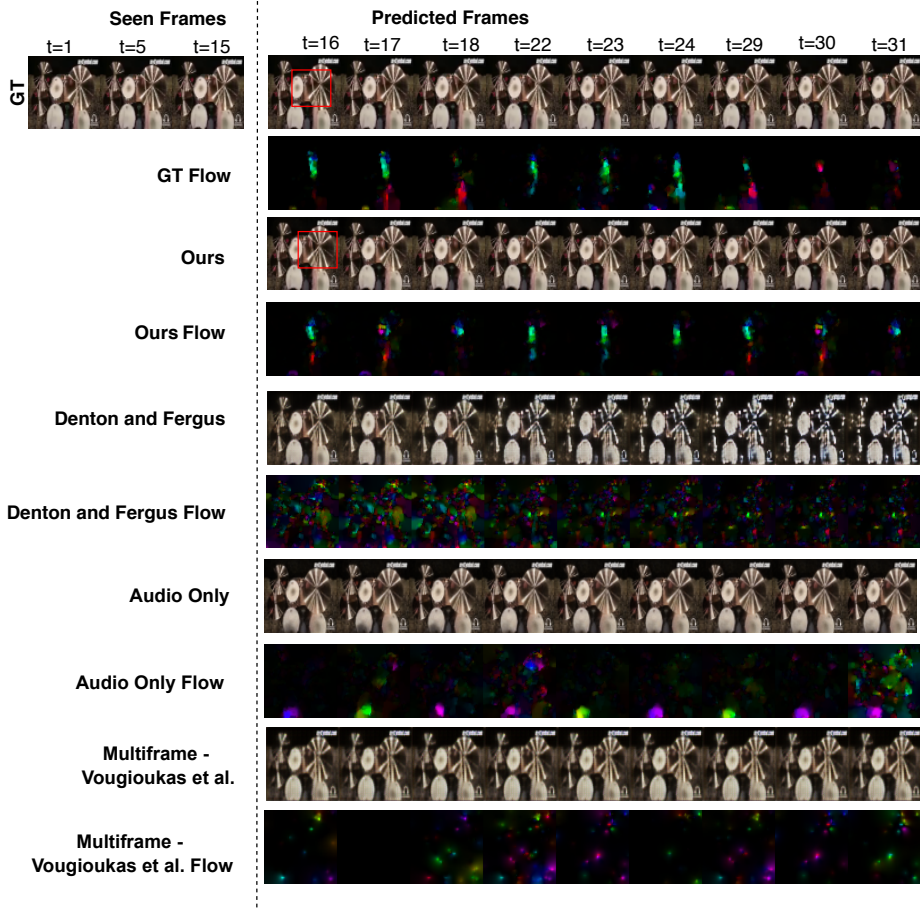 Seen Frames
Predicted Frames
t=1
t=5
t=15
t=16
t=17
t=18
t=22
t=23
t=24
t=29
t=30
t=31
GT
GT Flow
Ours
Ours Flow
Denton and Fergus
Denton and Fergus Flow
Audio Only
Audio Only Flow
Multiframe -
Vougioukas et al.
Multiframe -
Vougioukas et al. Flow